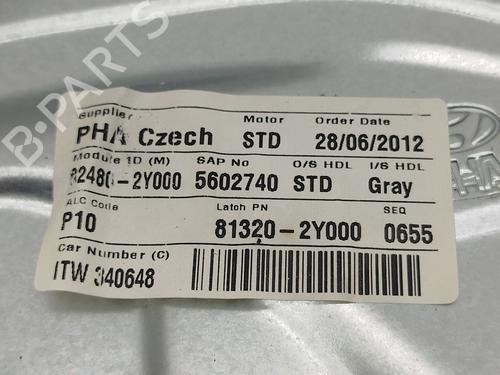 B-PARTS
Supplier Motor Order Date
PHA Czech STD 28/06/2012
Module ID (M) SAP No O/S HDL I/S HDL
82480-2Y000 5602740 STD Gray
ALC Code Latch PN SEQ
P10 81320-2Y000 0655
Car Number (C)
ITW 340648
PHA